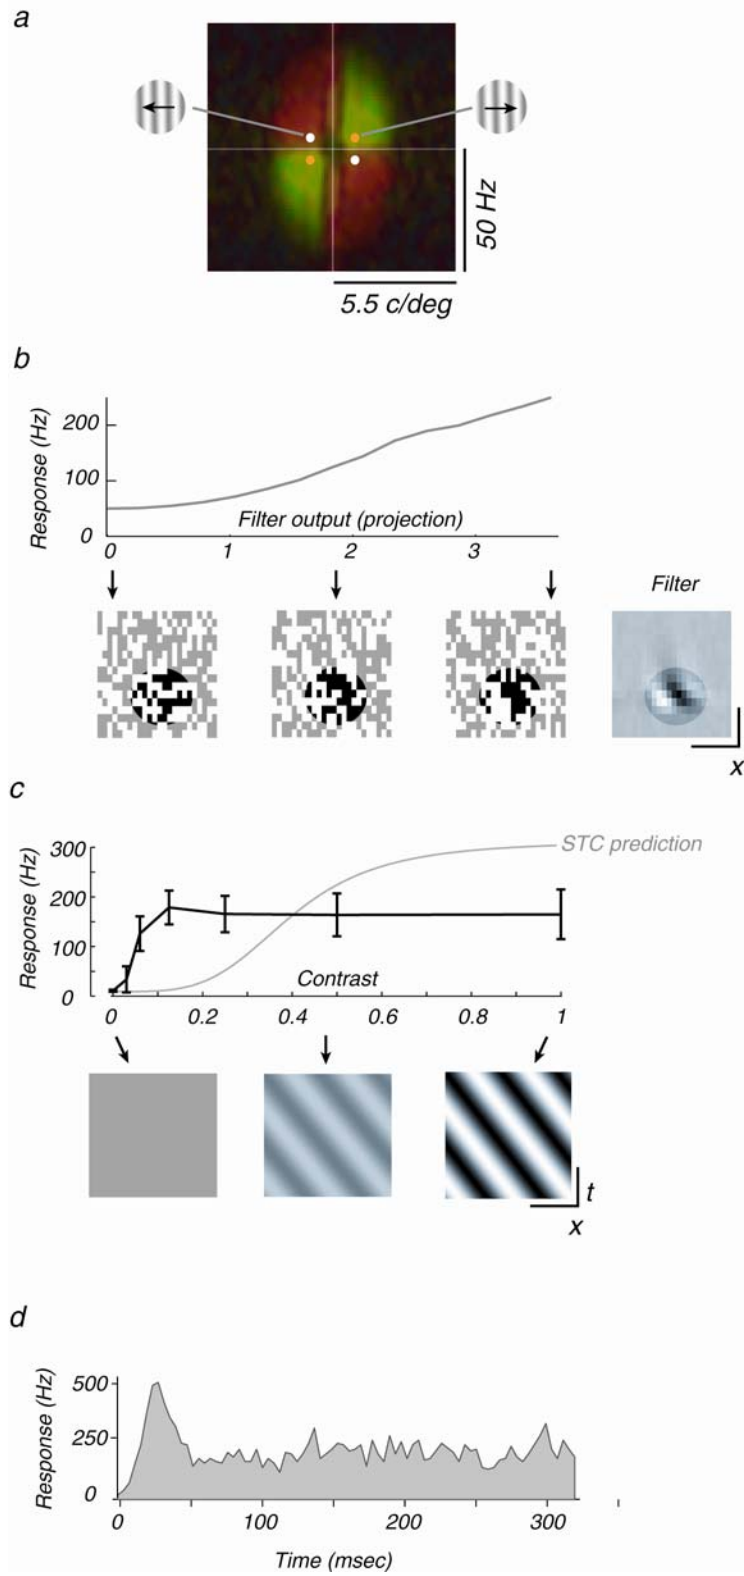 a
50 Hz
5.5 c/deg
b
Response (Hz)
200
100
0
Filter output (projection)
0 1 2 3
Filter
x
c
Response (Hz)
300
200
100
0
STC prediction
Contrast
0 0.2 0.4 0.6 0.8 1
t
x
d
Response (Hz)
500
250
0
0 100 200 300
Time (msec)